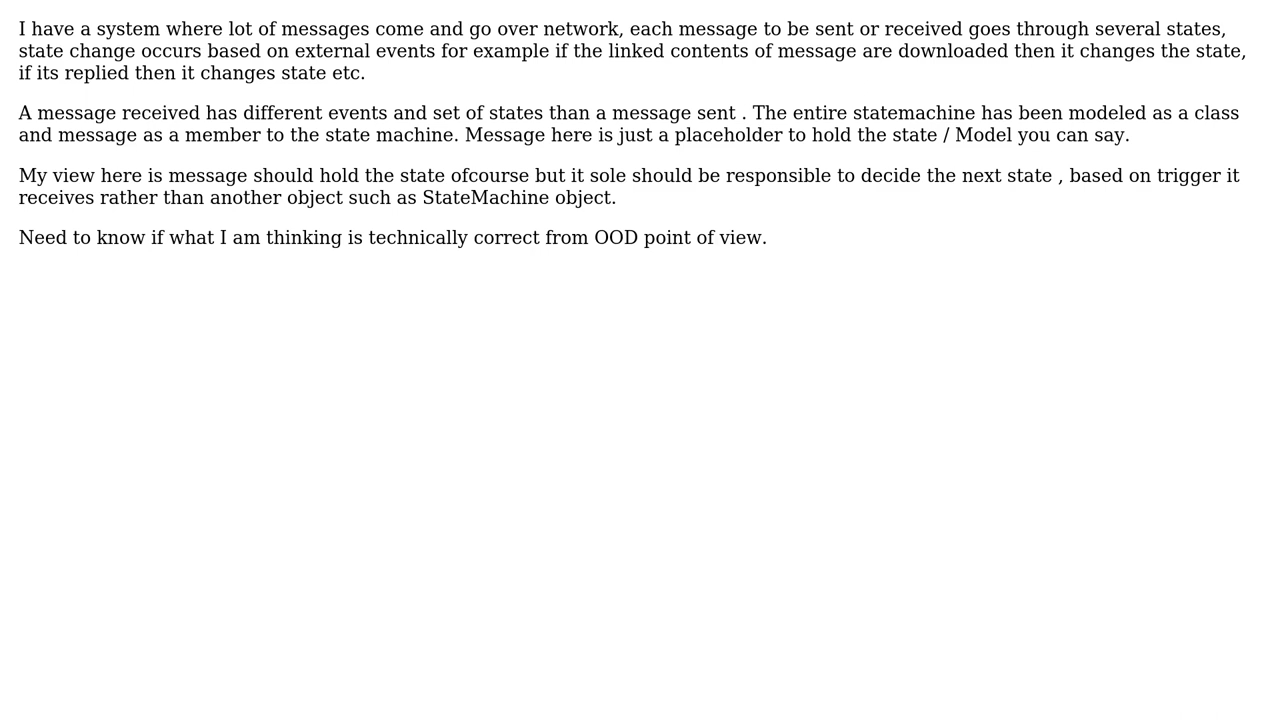 I have a system where lot of messages come and go over network, each message to be sent or received goes through several states,
state change occurs based on external events for example if the linked contents of message are downloaded then it changes the state,
if its replied then it changes state etc.
A message received has different events and set of states than a message sent . The entire statemachine has been modeled as a class
and message as a member to the state machine. Message here is just a placeholder to hold the state / Model you can say.
My view here is message should hold the state ofcourse but it sole should be responsible to decide the next state , based on trigger it
receives rather than another object such as StateMachine object.
Need to know if what I am thinking is technically correct from OOD point of view.